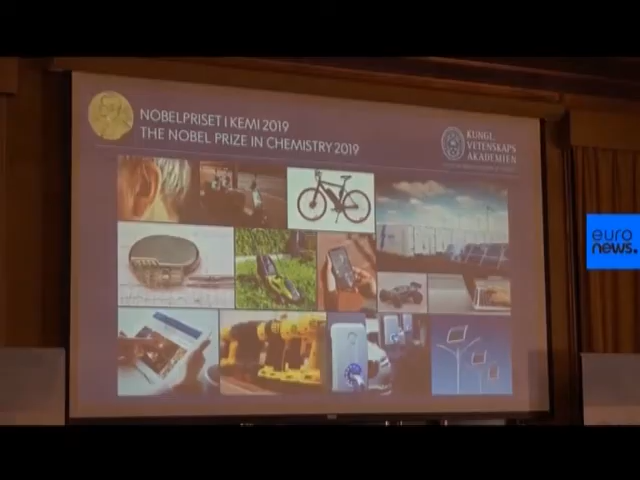 NOBELPRISET I KEMI 2019
THE NOBEL PRIZE IN CHEMISTRY 2019
KUNGL.
VETENSKAPS
AKADEMIEN
euro
news.